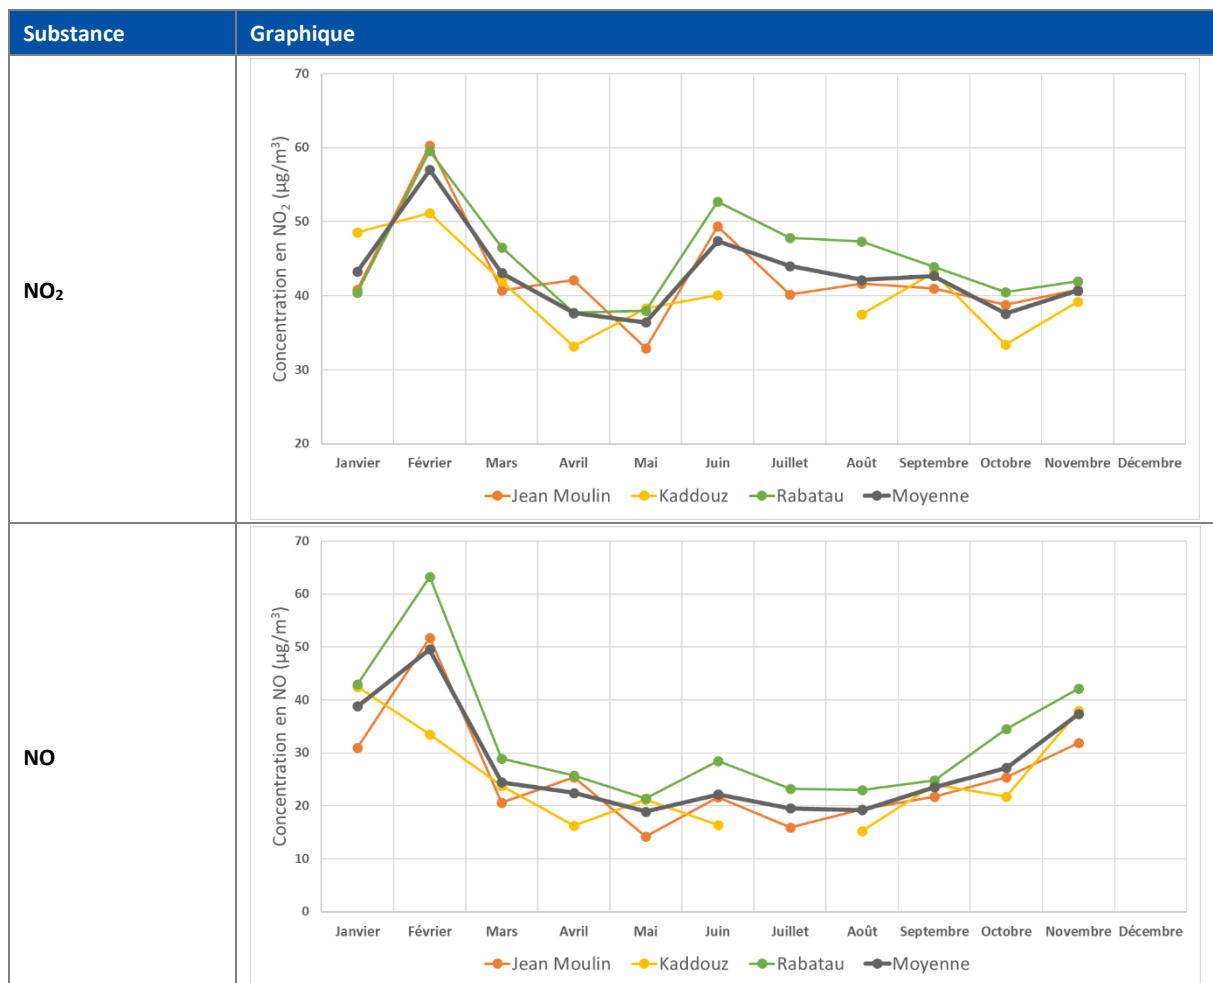 Substance Graphique
NO₂
Concentration en NO₂ (µg/m³)
70
60
50
40
30
20
Janvier Février Mars Avril Mai Juin Juillet Août Septembre Octobre Novembre Décembre
Jean Moulin Kaddouz Rabatau Moyenne
NO
Concentration en NO (µg/m³)
70
60
50
40
30
20
10
0
Janvier Février Mars Avril Mai Juin Juillet Août Septembre Octobre Novembre Décembre
Jean Moulin Kaddouz Rabatau Moyenne